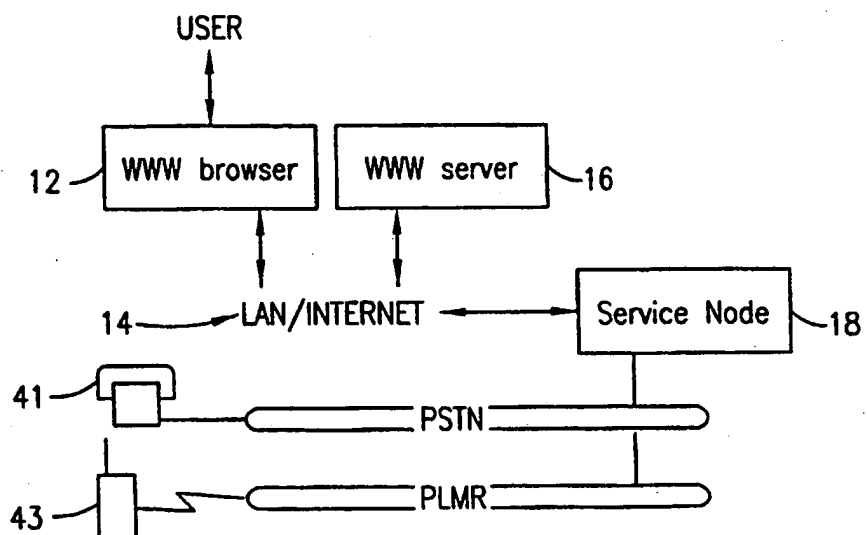 USER
WWW browser
12
WWW server
16
14
LAN/INTERNET
Service Node
18
41
PSTN
PLMR
43